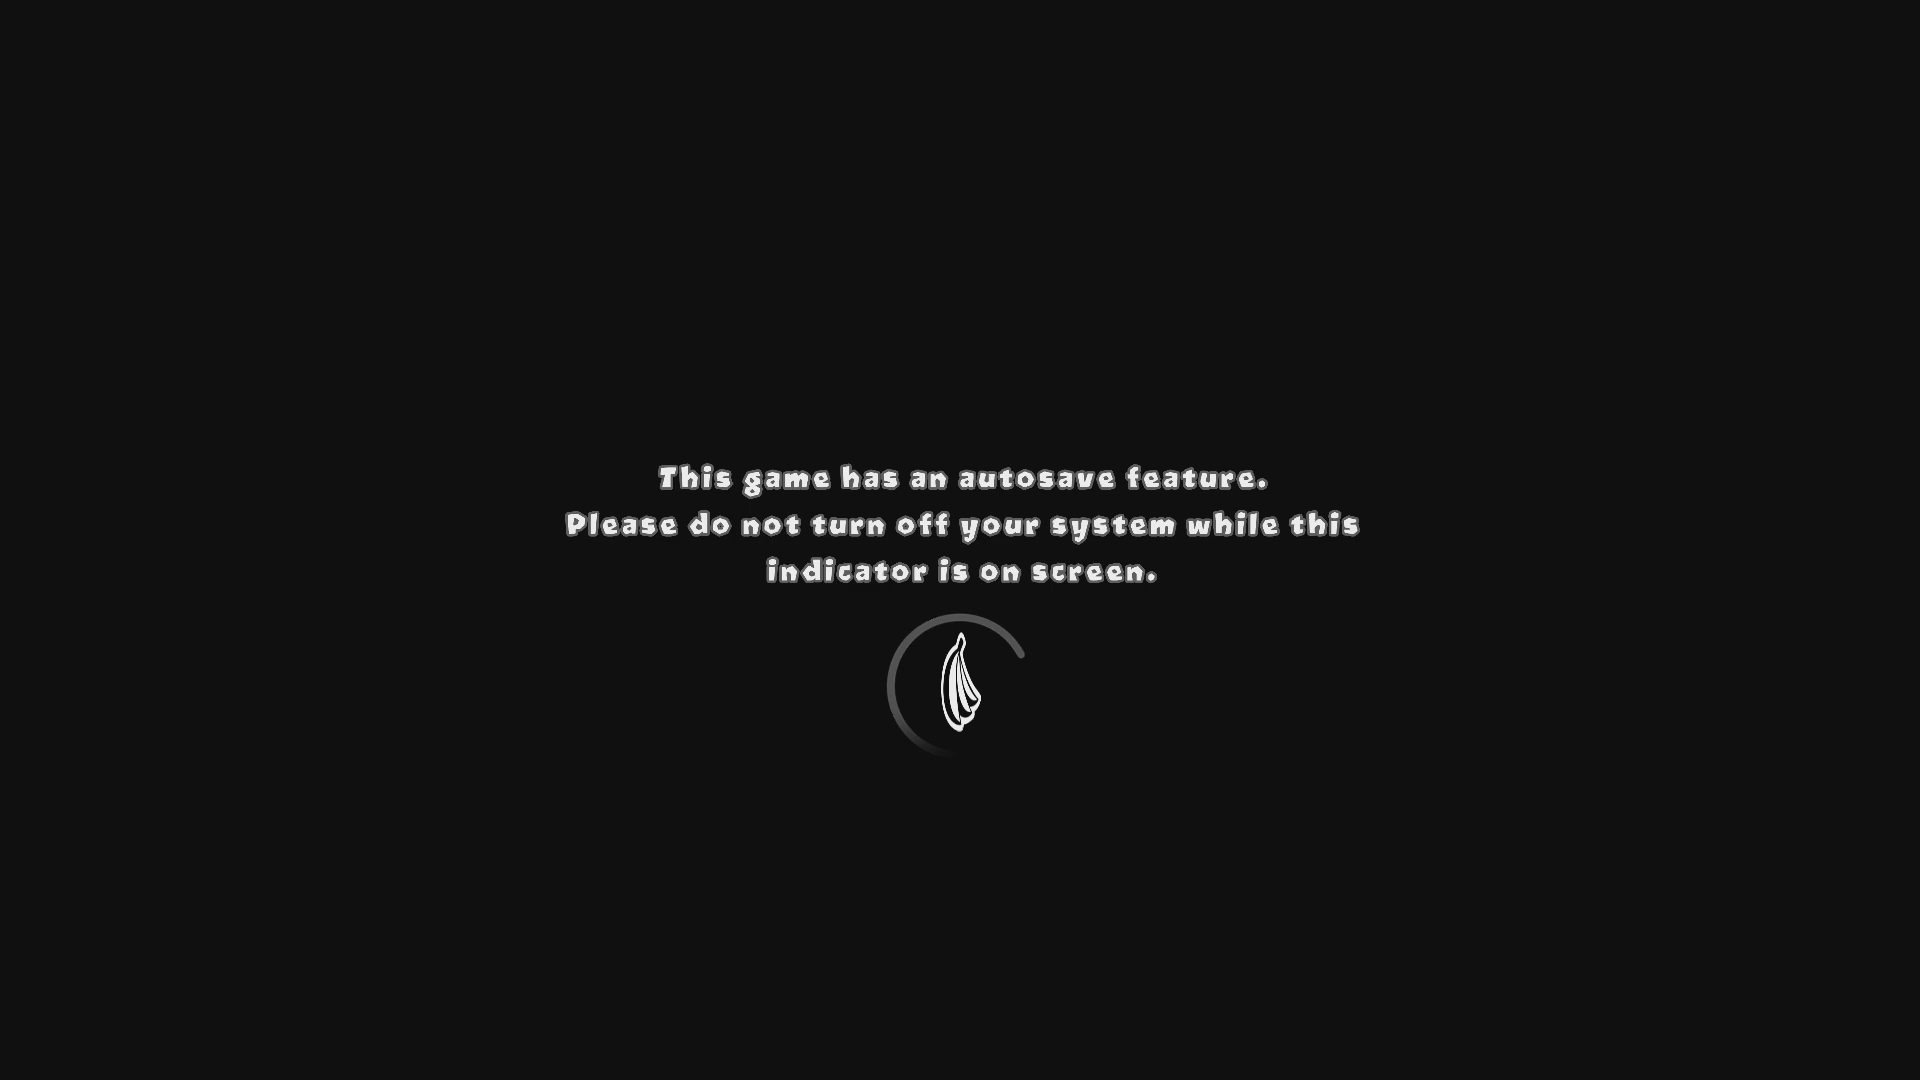 This game has an autosave feature.
Please do not turn off your system while this
indicator is on screen.